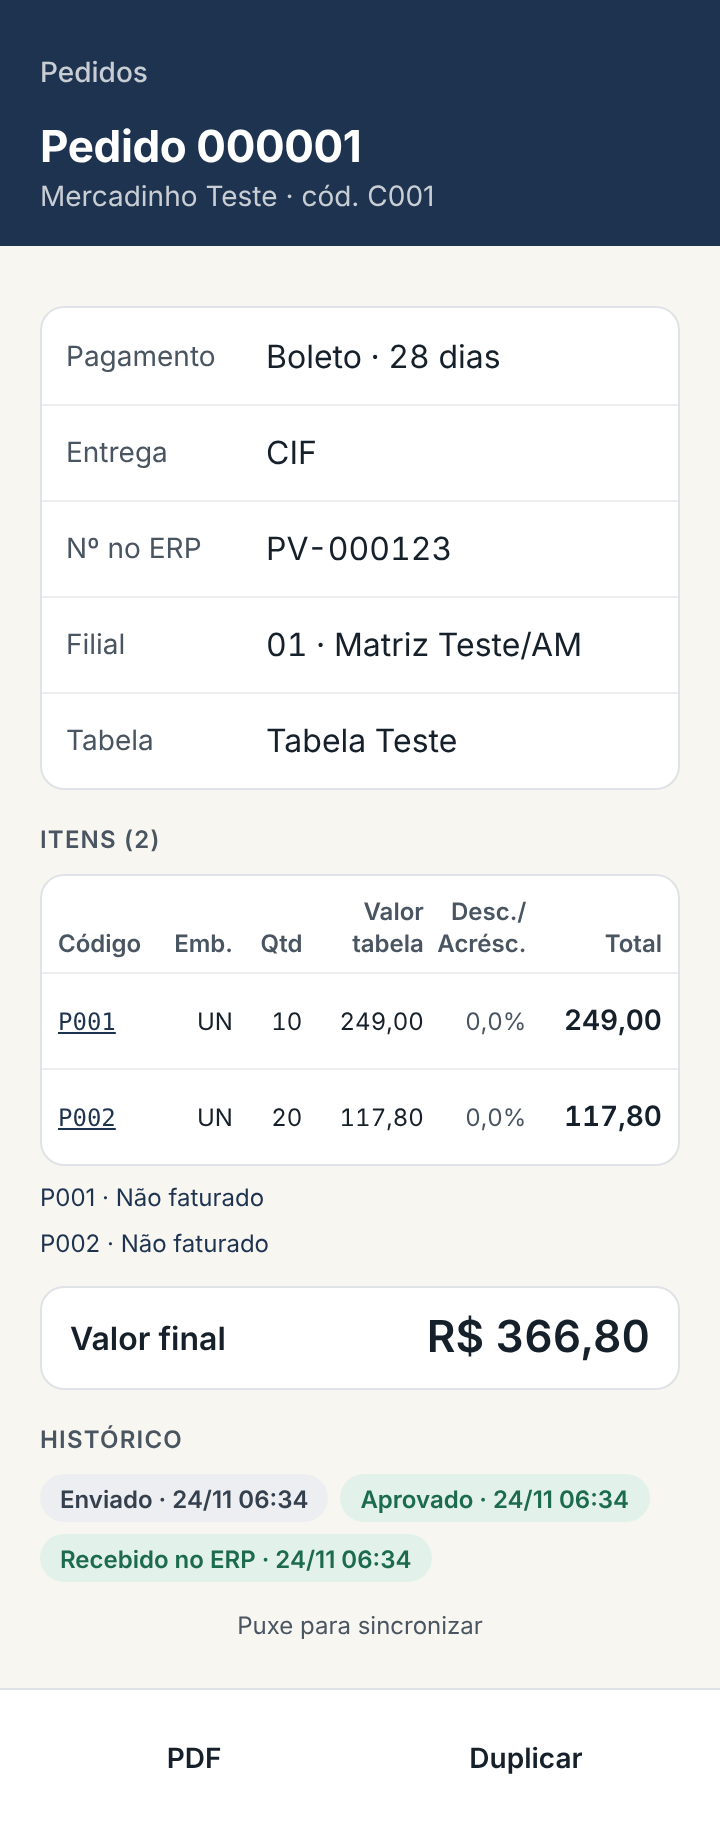 Pedidos
Pedido 000001
Mercadinho Teste · cód. C001
Pagamento Boleto · 28 dias
Entrega CIF
Nº no ERP PV-000123
Filial 01 · Matriz Teste/AM
Tabela Tabela Teste
ITENS (2)
Código Emb. Qtd Valor tabela Desc./ Acrésc. Total
P001 UN 10 249,00 0,0% 249,00
P002 UN 20 117,80 0,0% 117,80
P001 · Não faturado
P002 · Não faturado
Valor final R$ 366,80
HISTÓRICO
Enviado · 24/11 06:34 Aprovado · 24/11 06:34
Recebido no ERP · 24/11 06:34
Puxe para sincronizar
PDF Duplicar